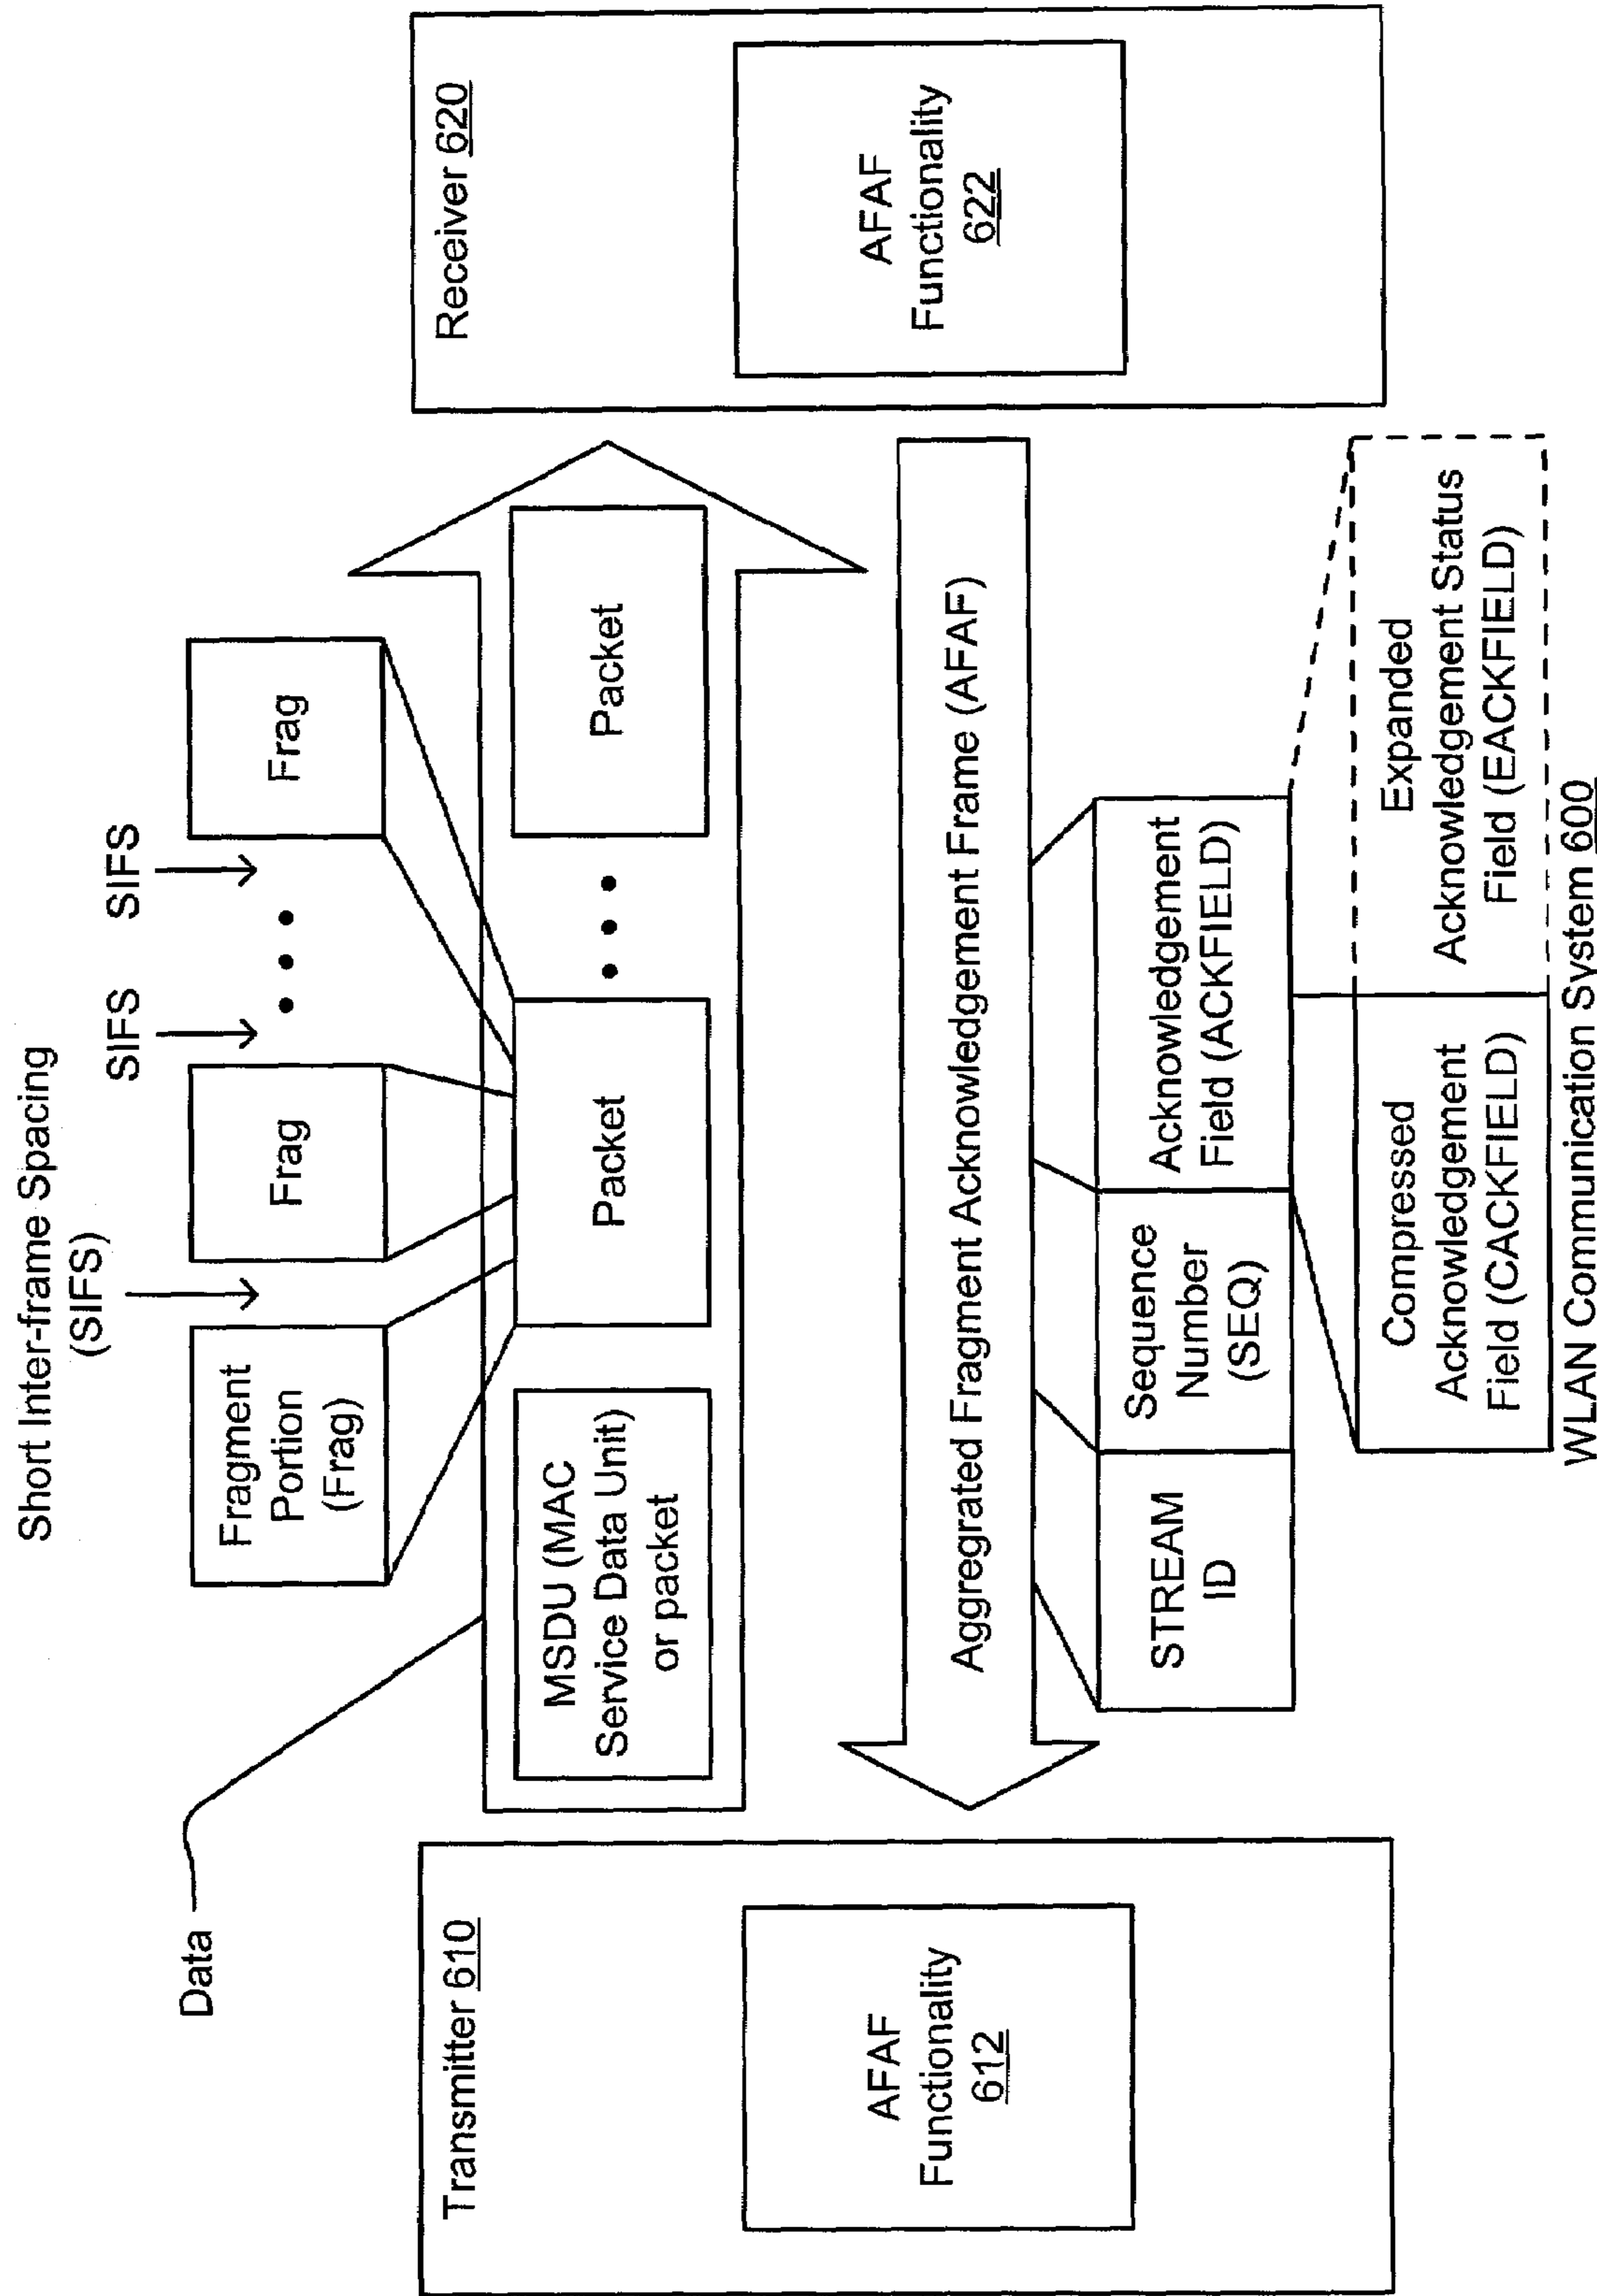 Short Inter-frame Spacing
(SIFS)
SIFS
SIFS
Data
Fragment
Portion
(Frag)
Frag
Frag
Transmitter 610
AFAF
Functionality
612
MSDU (MAC
Service Data Unit)
or packet
Packet
Packet
Receiver 620
AFAF
Functionality
622
Aggregrated Fragment Acknowledgement Frame (AFAF)
STREAM
ID
Sequence
Number
(SEQ)
Acknowledgement
Field (ACKFIELD)
Compressed
Acknowledgement
Field (CACKFIELD)
Expanded
Acknowledgement Status
Field (EACKFIELD)
WLAN Communication System 600